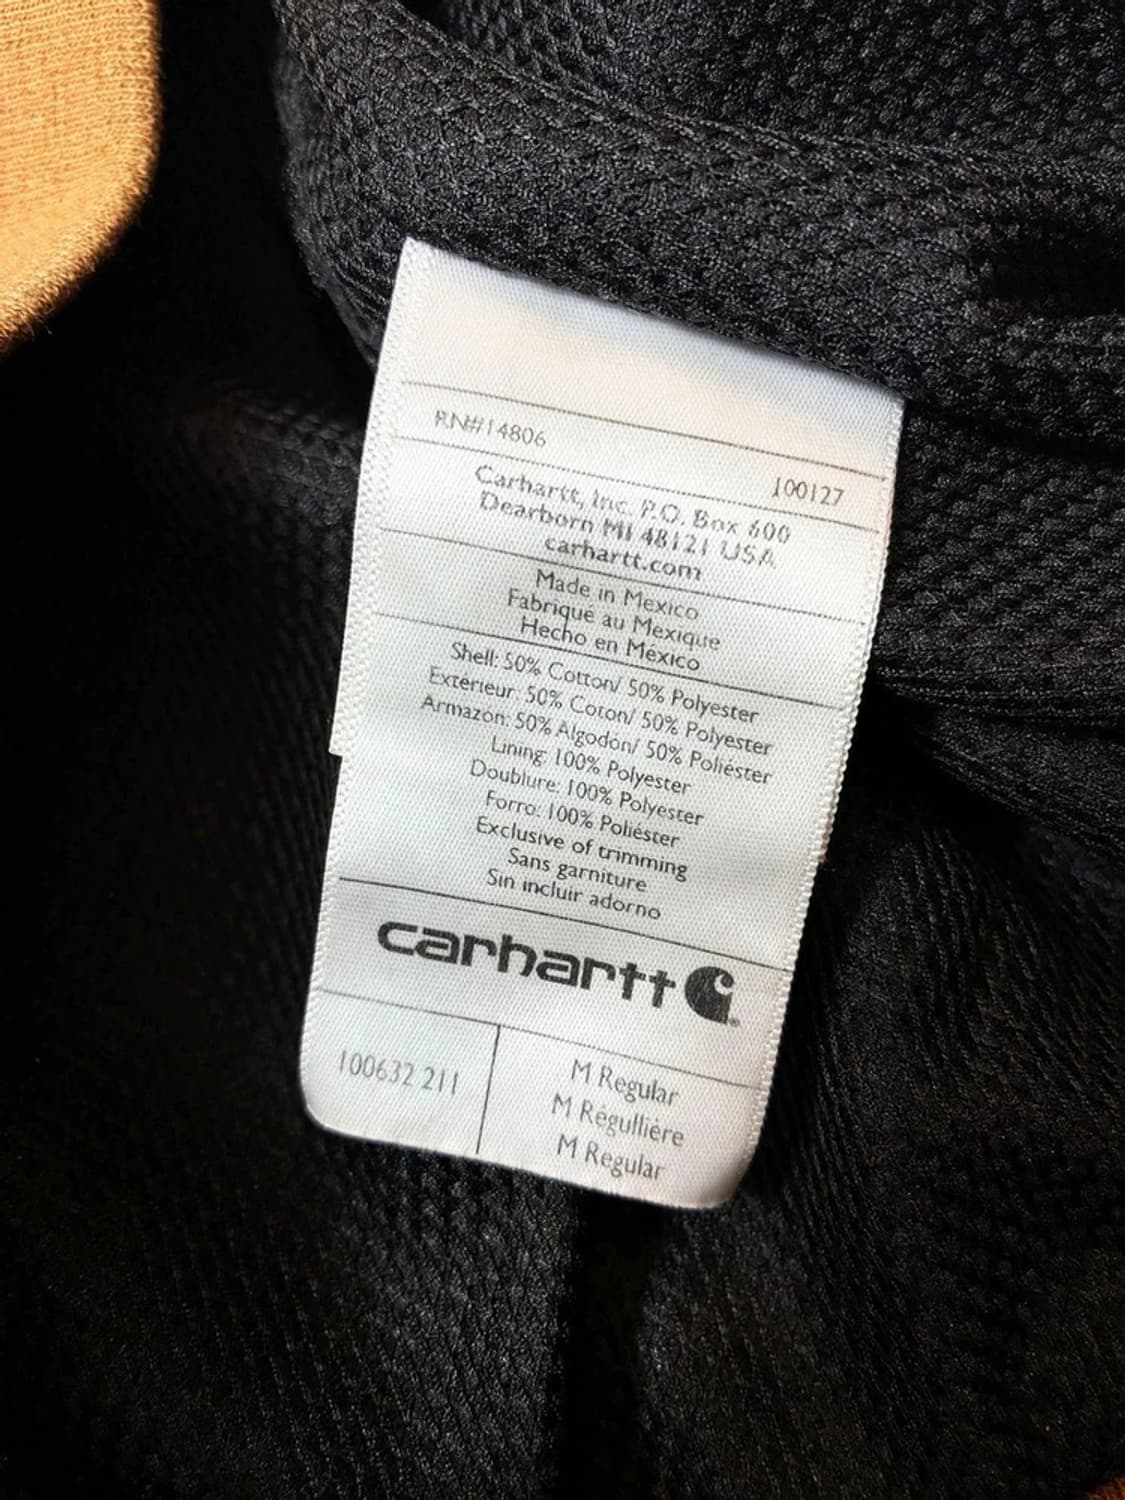 RN#14806
100127
Carhartt, Inc. P.O. Box 600
Dearborn MI 48121 USA
carhartt.com
Made in Mexico
Fabriqué au Mexique
Hecho en México
Shell: 50% Cotton/ 50% Polyester
Extérieur: 50% Coton/ 50% Polyester
Armazón: 50% Algodón/ 50% Poliéster
Lining: 100% Polyester
Doublure: 100% Polyester
Forro: 100% Poliéster
Exclusive of trimming
Sans garniture
Sin incluir adorno
carhartt
100632 211
M Regular
M Régullière
M Regular